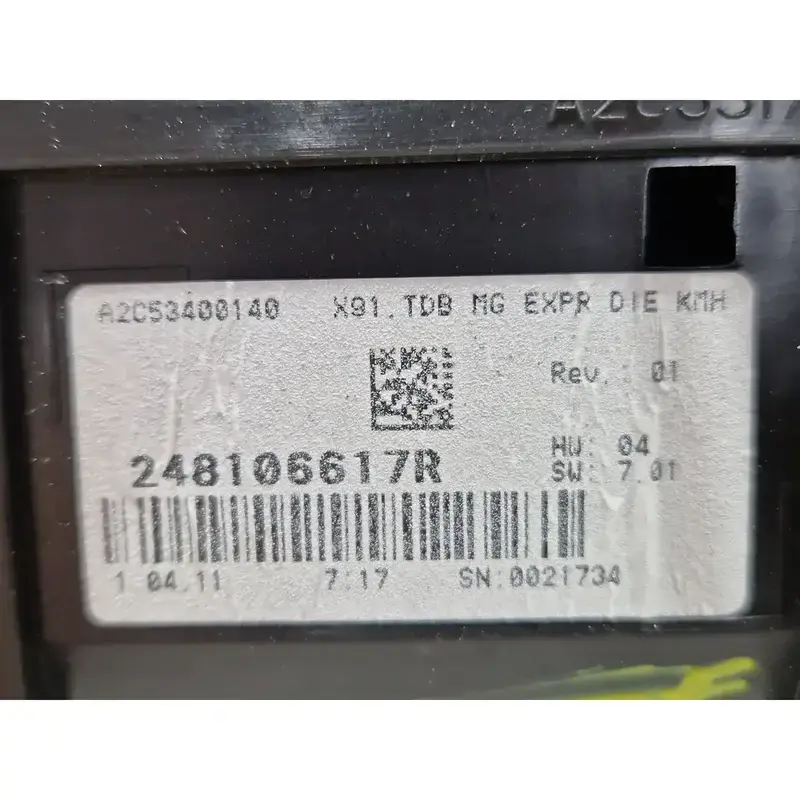 A2C53400140 X91.TDB MG EXPR DIE KMH
Rev. : 01
HW: 04
248106617R
SW: 7.01
1 04.11 7:17 SN:0021734